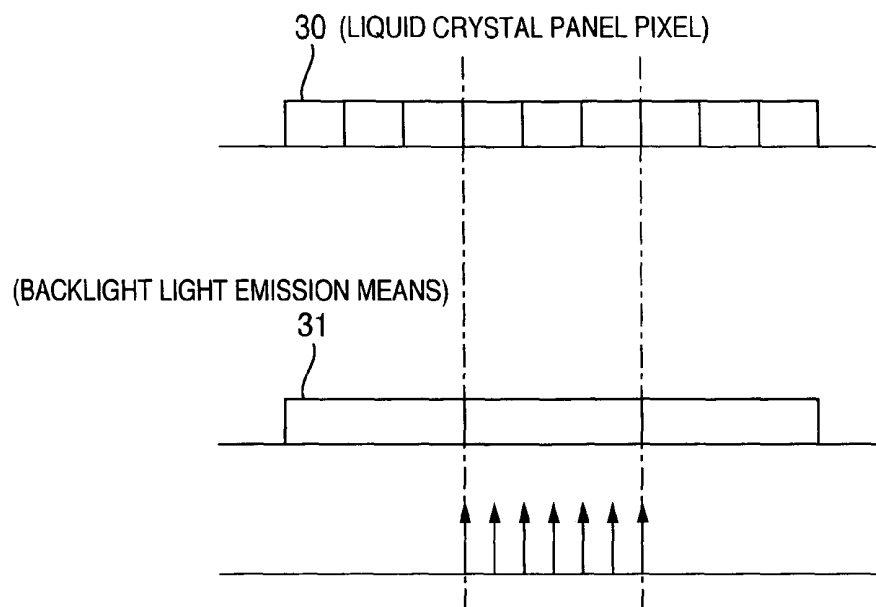 30 (LIQUID CRYSTAL PANEL PIXEL)
(BACKLIGHT LIGHT EMISSION MEANS)
31